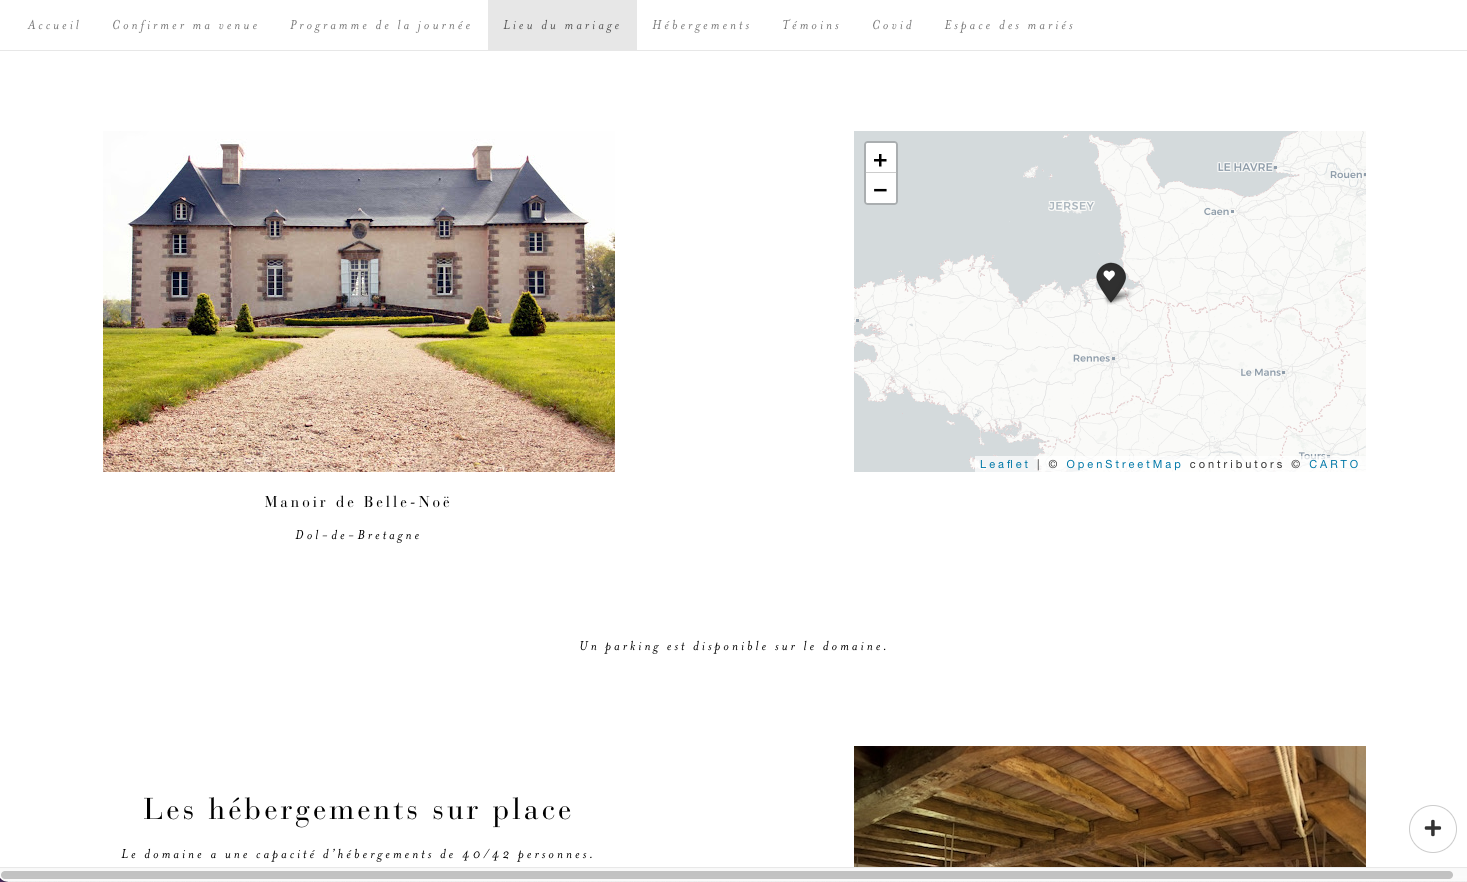 Accueil Confirmer ma venue Programme de la journée Lieu du mariage Hébergements Témoins Covid Espace des mariés
+
−
LE HAVRE
Rouen
JERSEY
Caen
Rennes
Le Mans
Tours
Leaflet | © OpenStreetMap contributors © CARTO
Manoir de Belle-Noë
Dol-de-Bretagne
Un parking est disponible sur le domaine.
Les hébergements sur place
Le domaine a une capacité d'hébergements de 40/42 personnes.
+